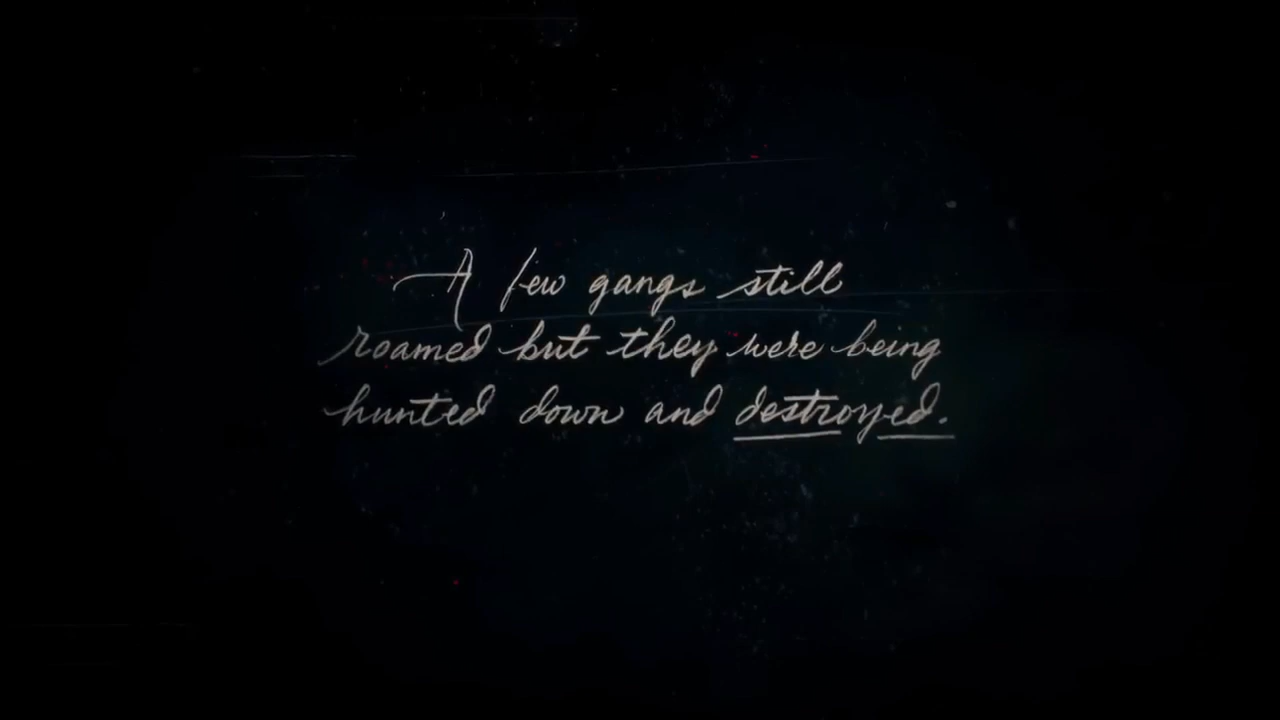 A few gangs still
roamed but they were being
hunted down and destroyed.